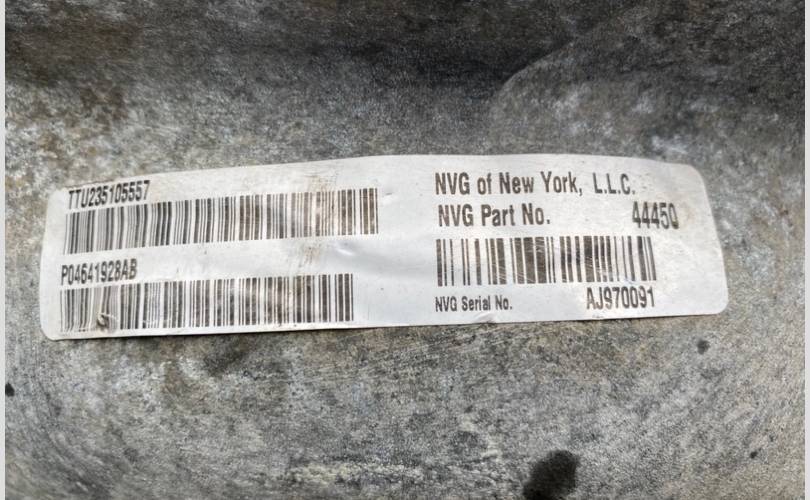 TTU235105557
P04641928AB
NVG of New York, L.L.C.
NVG Part No. 44450
NVG Serial No. AJ970091